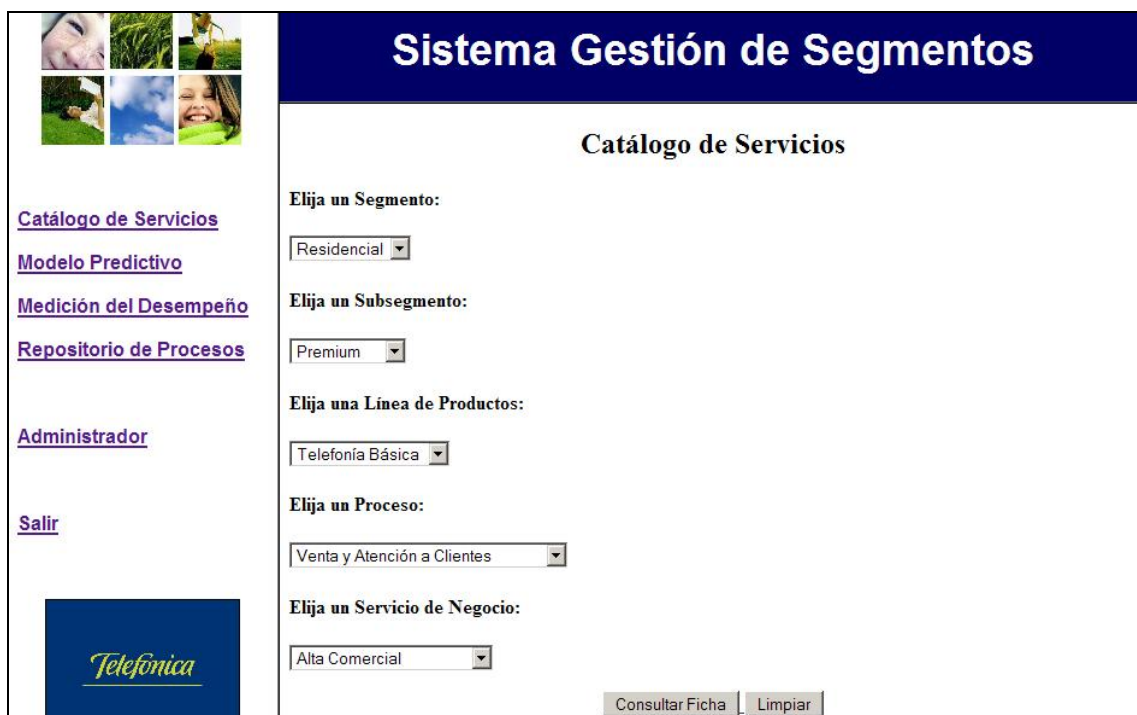 Sistema Gestión de Segmentos
Catálogo de Servicios
Modelo Predictivo
Medición del Desempeño
Repositorio de Procesos
Administrador
Salir
Telefónica
Catálogo de Servicios
Elija un Segmento:
Residencial
Elija un Subsegmento:
Premium
Elija una Línea de Productos:
Telefonía Básica
Elija un Proceso:
Venta y Atención a Clientes
Elija un Servicio de Negocio:
Alta Comercial
Consultar Ficha Limpiar